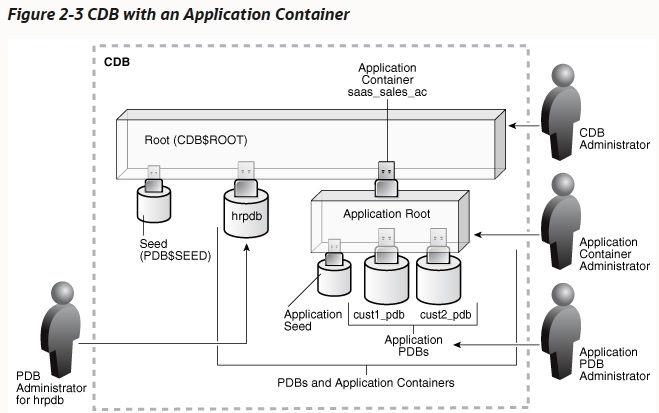 Figure 2-3 CDB with an Application Container
CDB
Application
Container
saas_sales_ac
Root (CDB$ROOT)
CDB
Administrator
hrpdb
Seed
(PDB$SEED)
Application Root
Application
Container
Administrator
Application
Seed
cust1_pdb
cust2_pdb
Application
PDBs
Application
PDB
Administrator
PDB
Administrator
for hrpdb
PDBs and Application Containers